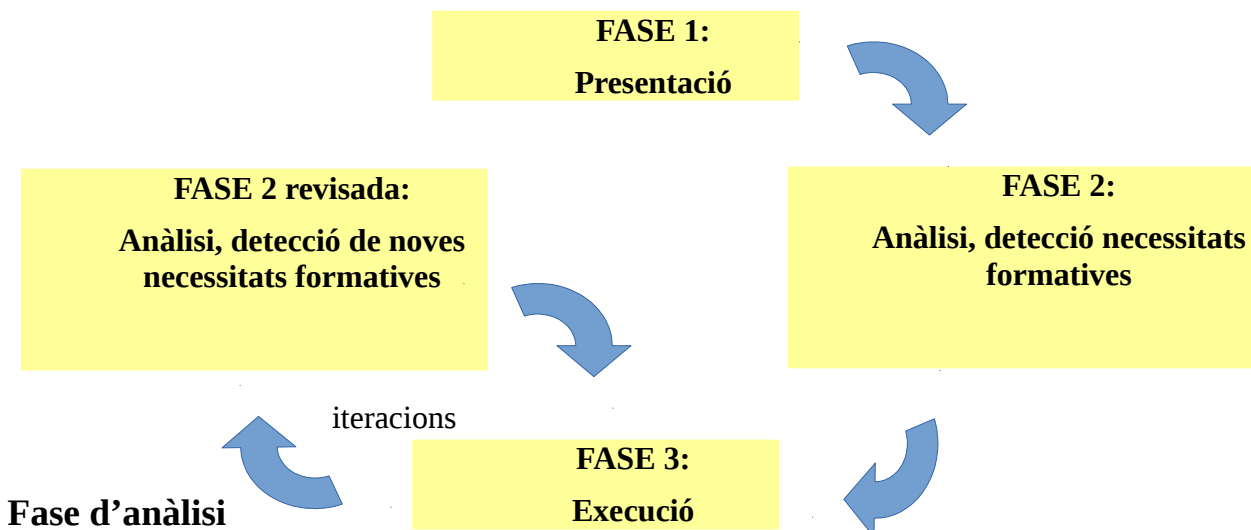 FASE 1:
Presentació
FASE 2 revisada:
Anàlisi, detecció de noves
necessitats formatives
FASE 2:
Anàlisi, detecció necessitats
formatives
iteracions
FASE 3:
Execució
Fase d’anàlisi